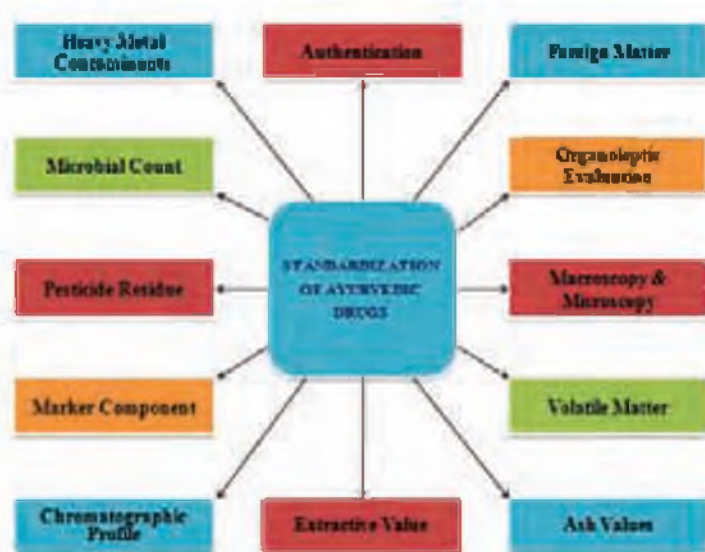 Heavy Metal
Contaminants
Authentication
Foreign Matter
Microbial Count
Organoleptic
Evaluation
Pesticide Residue
STANDARDIZATION
OF AYURVEDIC
DRUGS
Macroscopy &
Microscopy
Marker Component
Volatile Matter
Chromatographic
Profile
Extractive Value
Ash Values